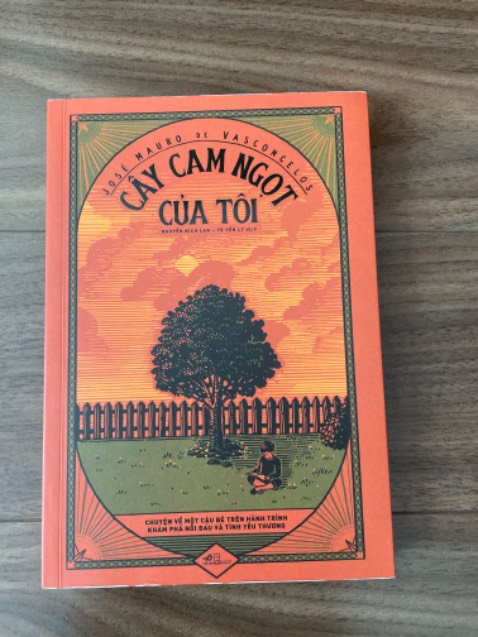 JOSÉ MAURO DE VASCONCELOS
CÂY CAM NGỌT
CỦA TÔI
NGUYỄN BÍCH LAN - TÔ YẾN LY dịch
CHUYỆN VỀ MỘT CẬU BÉ TRÊN HÀNH TRÌNH
KHÁM PHÁ NỖI ĐAU VÀ TÌNH YÊU THƯƠNG